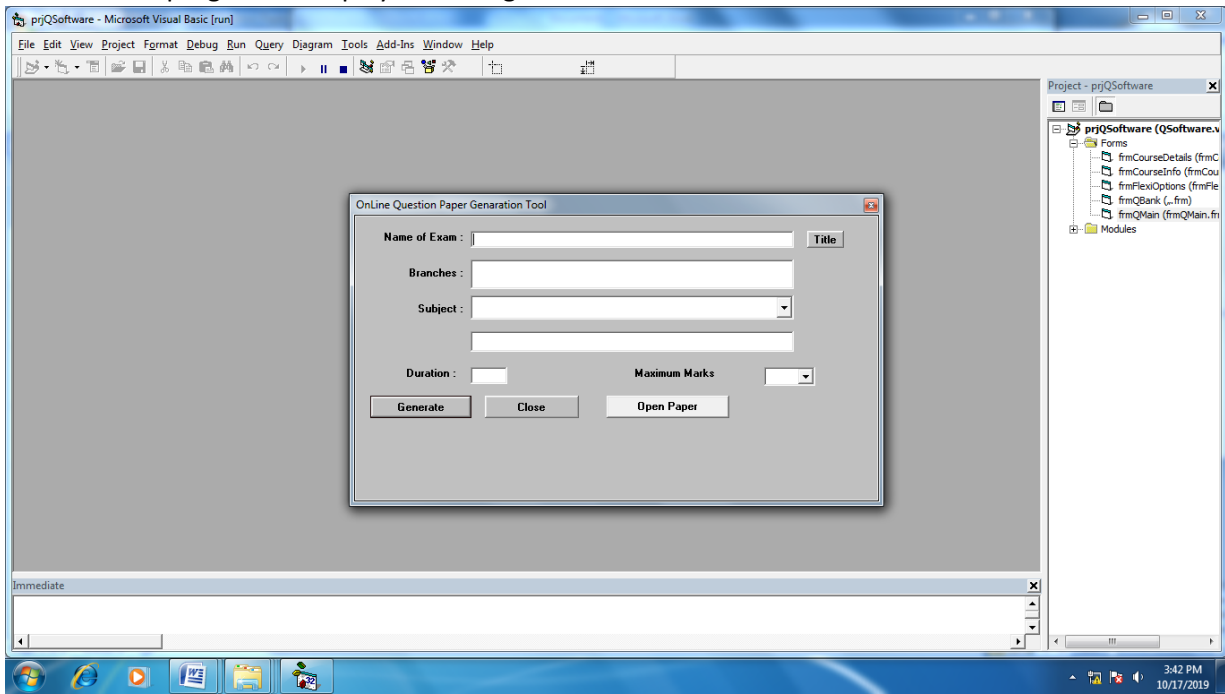 prjQSoftware - Microsoft Visual Basic [run]
File Edit View Project Format Debug Run Query Diagram Tools Add-Ins Window Help
Project - prjQSoftware
prjQSoftware (QSoftware.v
Forms
frmCourseDetails (frmC
frmCourseInfo (frmCou
frmFlexiOptions (frmFle
frmQBank (,,.frm)
frmQMain (frmQMain.fr
Modules
OnLine Question Paper Genaration Tool
Name of Exam :
Title
Branches :
Subject :
Duration :
Maximum Marks
Generate Close Open Paper
Immediate
32
3:42 PM
10/17/2019